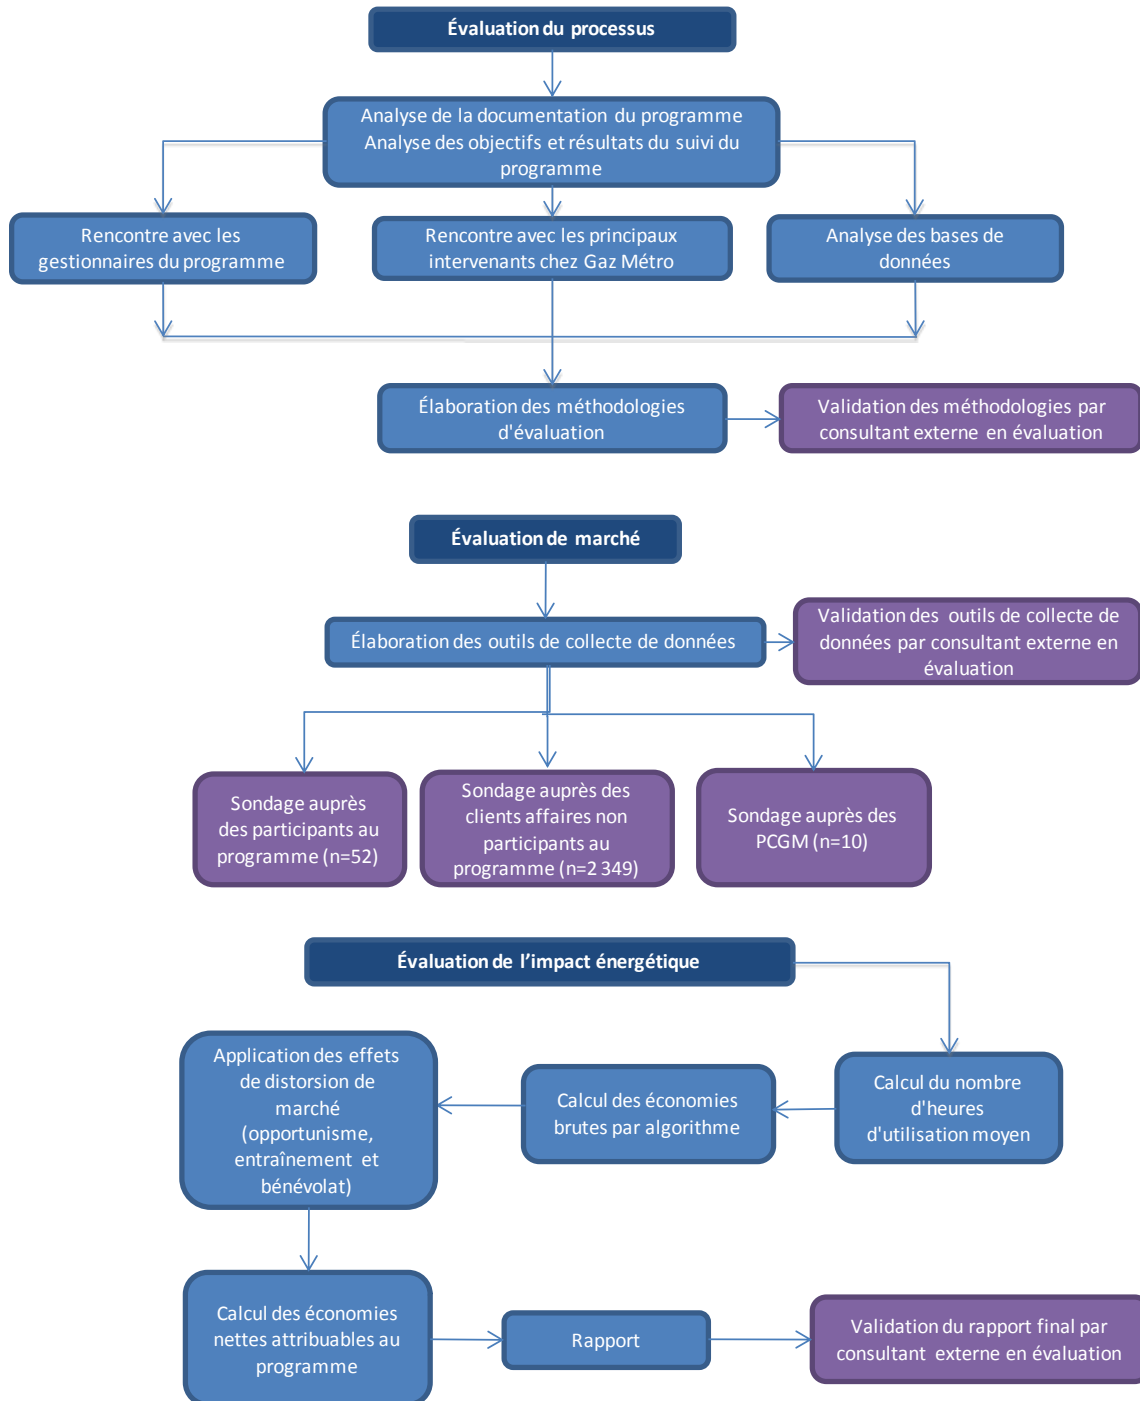 Évaluation du processus
Analyse de la documentation du programme
Analyse des objectifs et résultats du suivi du
programme
Rencontre avec les
gestionnaires du programme
Rencontre avec les principaux
intervenants chez Gaz Métro
Analyse des bases de
données
Élaboration des méthodologies
d'évaluation
Validation des méthodologies par
consultant externe en évaluation
Évaluation de marché
Élaboration des outils de collecte de données
Validation des outils de collecte de
données par consultant externe en
évaluation
Sondage auprès
des participants au
programme (n=52)
Sondage auprès des
clients affaires non
participants au
programme (n=2 349)
Sondage auprès des
PCGM (n=10)
Évaluation de l’impact énergétique
Application des effets
de distorsion de
marché
(opportunisme,
entraînement et
bénévolat)
Calcul des économies
brutes par algorithme
Calcul du nombre
d'heures
d'utilisation moyen
Calcul des économies
nettes attribuables au
programme
Rapport
Validation du rapport final par
consultant externe en évaluation